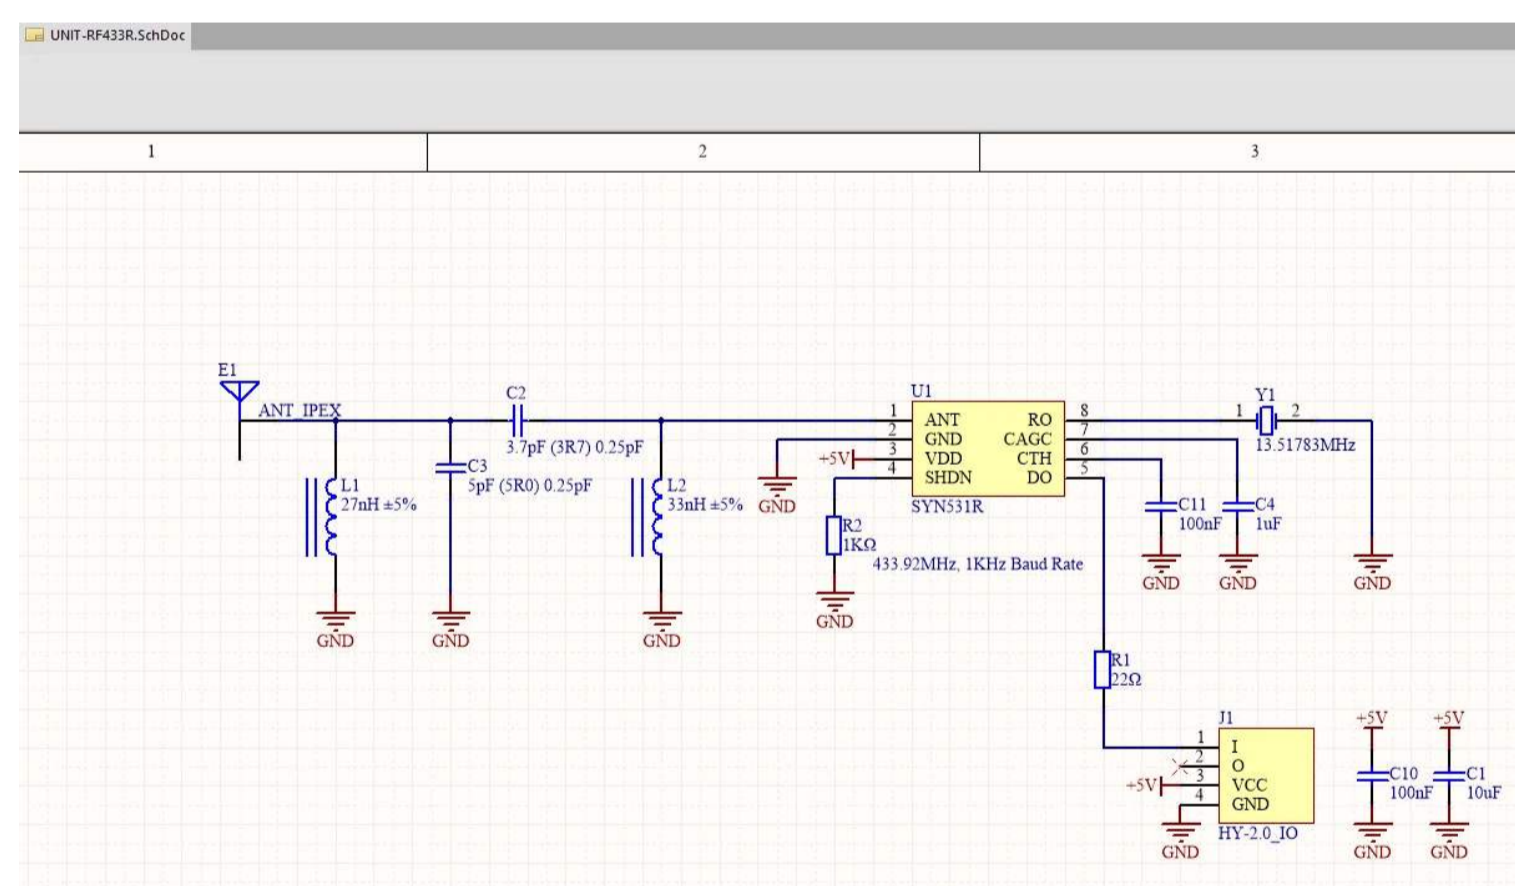 UNIT-RF433R.SchDoc
1
2
3
E1
ANT_IPEX
C2
3.7pF (3R7) 0.25pF
C3
5pF (5R0) 0.25pF
L1
27nH ±5%
L2
33nH ±5%
GND
GND
GND
GND
+5V
U1
1
2
3
4
ANT
GND
VDD
SHDN
RO
CAGC
CTH
DO
8
7
6
5
SYN531R
R2
1KΩ
GND
433.92MHz, 1KHz Baud Rate
Y1
1
2
13.51783MHz
C11
100nF
C4
1uF
GND
GND
GND
R1
22Ω
J1
1
2
3
4
I
O
VCC
GND
+5V
GND
HY-2.0_IO
+5V
C10
100nF
GND
+5V
C1
10uF
GND